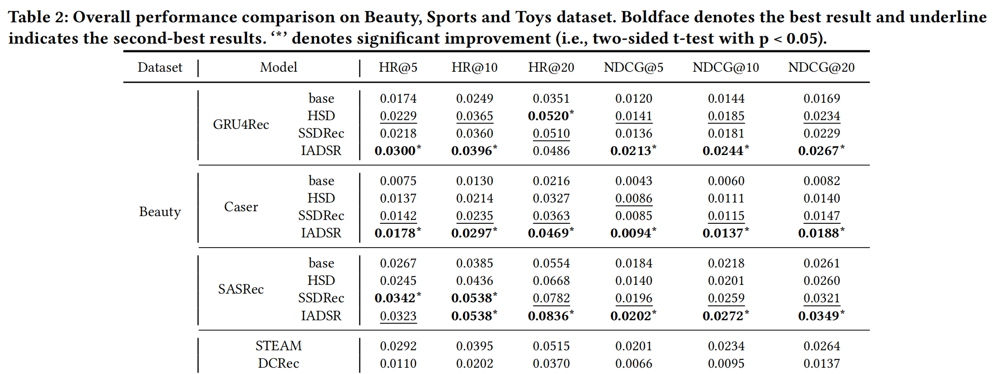 Table 2: Overall performance comparison on Beauty, Sports and Toys dataset. Boldface denotes the best result and underline
indicates the second-best results. ‘*’ denotes significant improvement (i.e., two-sided t-test with p < 0.05).
Dataset Model HR@5 HR@10 HR@20 NDCG@5 NDCG@10 NDCG@20
base 0.0174 0.0249 0.0351 0.0120 0.0144 0.0169
HSD 0.0229 0.0365 0.0520* 0.0141 0.0185 0.0234
GRU4Rec
SSDRec 0.0218 0.0360 0.0510 0.0136 0.0181 0.0229
IADSR 0.0300* 0.0396* 0.0486 0.0213* 0.0244* 0.0267*
base 0.0075 0.0130 0.0216 0.0043 0.0060 0.0082
HSD 0.0137 0.0214 0.0327 0.0086 0.0111 0.0140
Beauty Caser
SSDRec 0.0142 0.0235 0.0363 0.0085 0.0115 0.0147
IADSR 0.0178* 0.0297* 0.0469* 0.0094* 0.0137* 0.0188*
base 0.0267 0.0385 0.0554 0.0184 0.0218 0.0261
HSD 0.0245 0.0436 0.0668 0.0140 0.0201 0.0260
SASRec
SSDRec 0.0342* 0.0538* 0.0782 0.0196 0.0259 0.0321
IADSR 0.0323 0.0538* 0.0836* 0.0202* 0.0272* 0.0349*
STEAM 0.0292 0.0395 0.0515 0.0201 0.0234 0.0264
DCRec 0.0110 0.0202 0.0370 0.0066 0.0095 0.0137